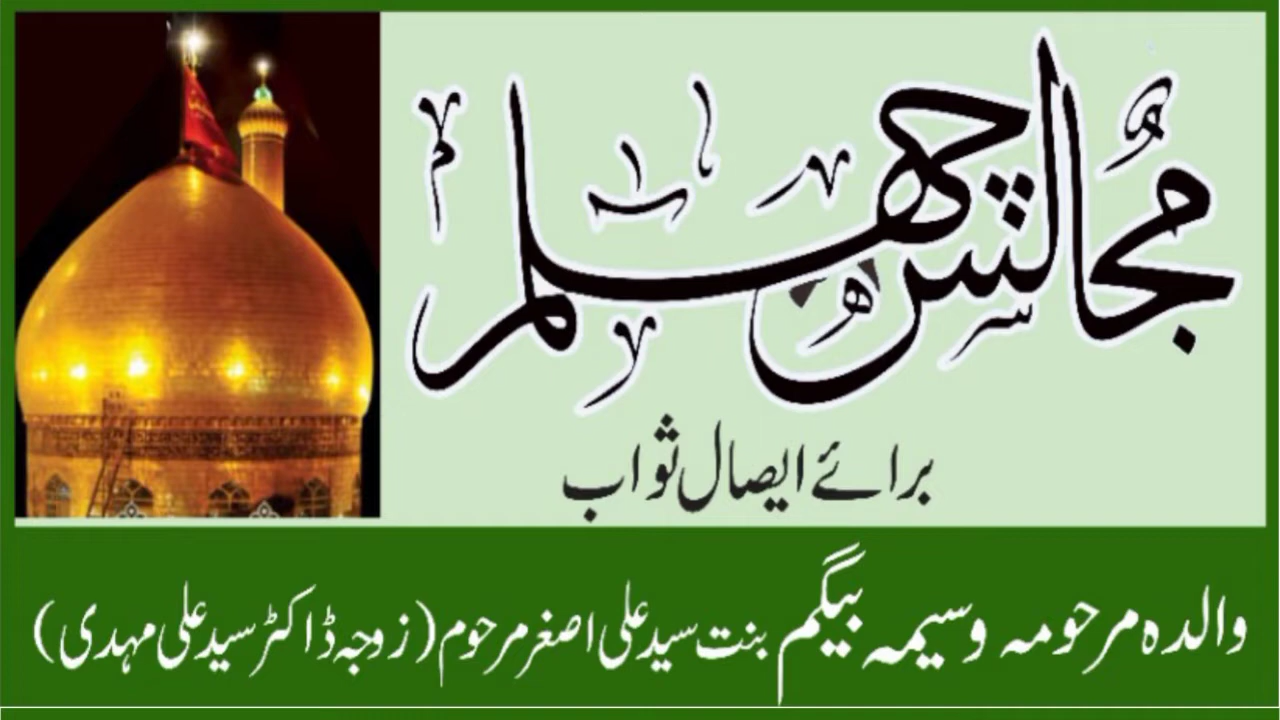 مجالس چہلم
برائے ایصال ثواب
والدہ مرحومہ وسیمہ بیگم بنت سید علی اصغر مرحوم (زوجہ ڈاکٹر سید علی مہدی)